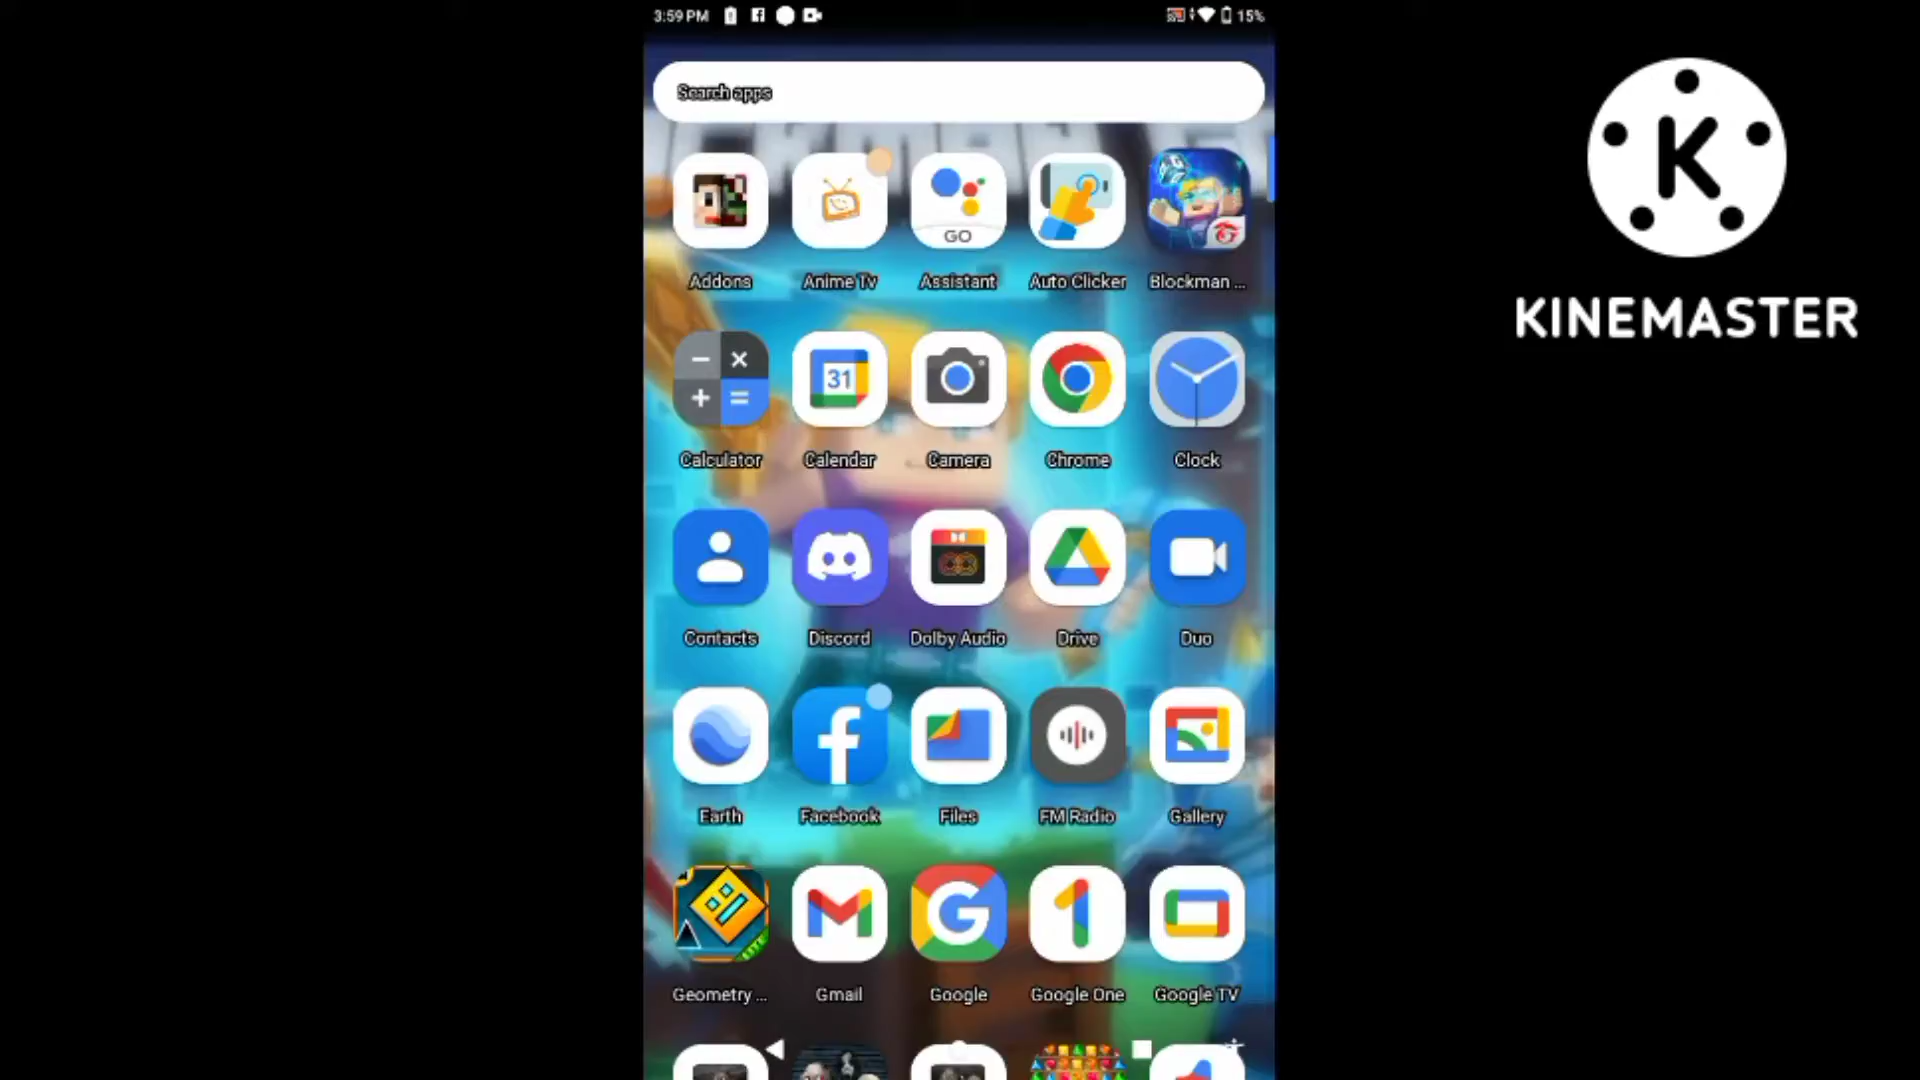 3:59 PM
15%
Search apps
GO
Addons
Anime Tv
Assistant
Auto Clicker
Blockman ...
31
Calculator
Calendar
Camera
Chrome
Clock
Contacts
Discord
Dolby Audio
Drive
Duo
Earth
Facebook
Files
FM Radio
Gallery
LITE
Geometry ...
Gmail
Google
Google One
Google TV
K
KINEMASTER